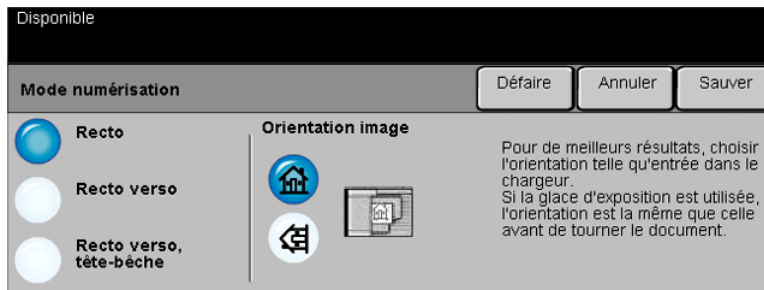 Disponible
Mode numérisation
Défaire
Annuler
Sauver
Recto
Recto verso
Recto verso,
tête-bêche
Orientation image
Pour de meilleurs résultats, choisir
l'orientation telle qu'entrée dans le
chargeur.
Si la glace d'exposition est utilisée,
l'orientation est la même que celle
avant de tourner le document.